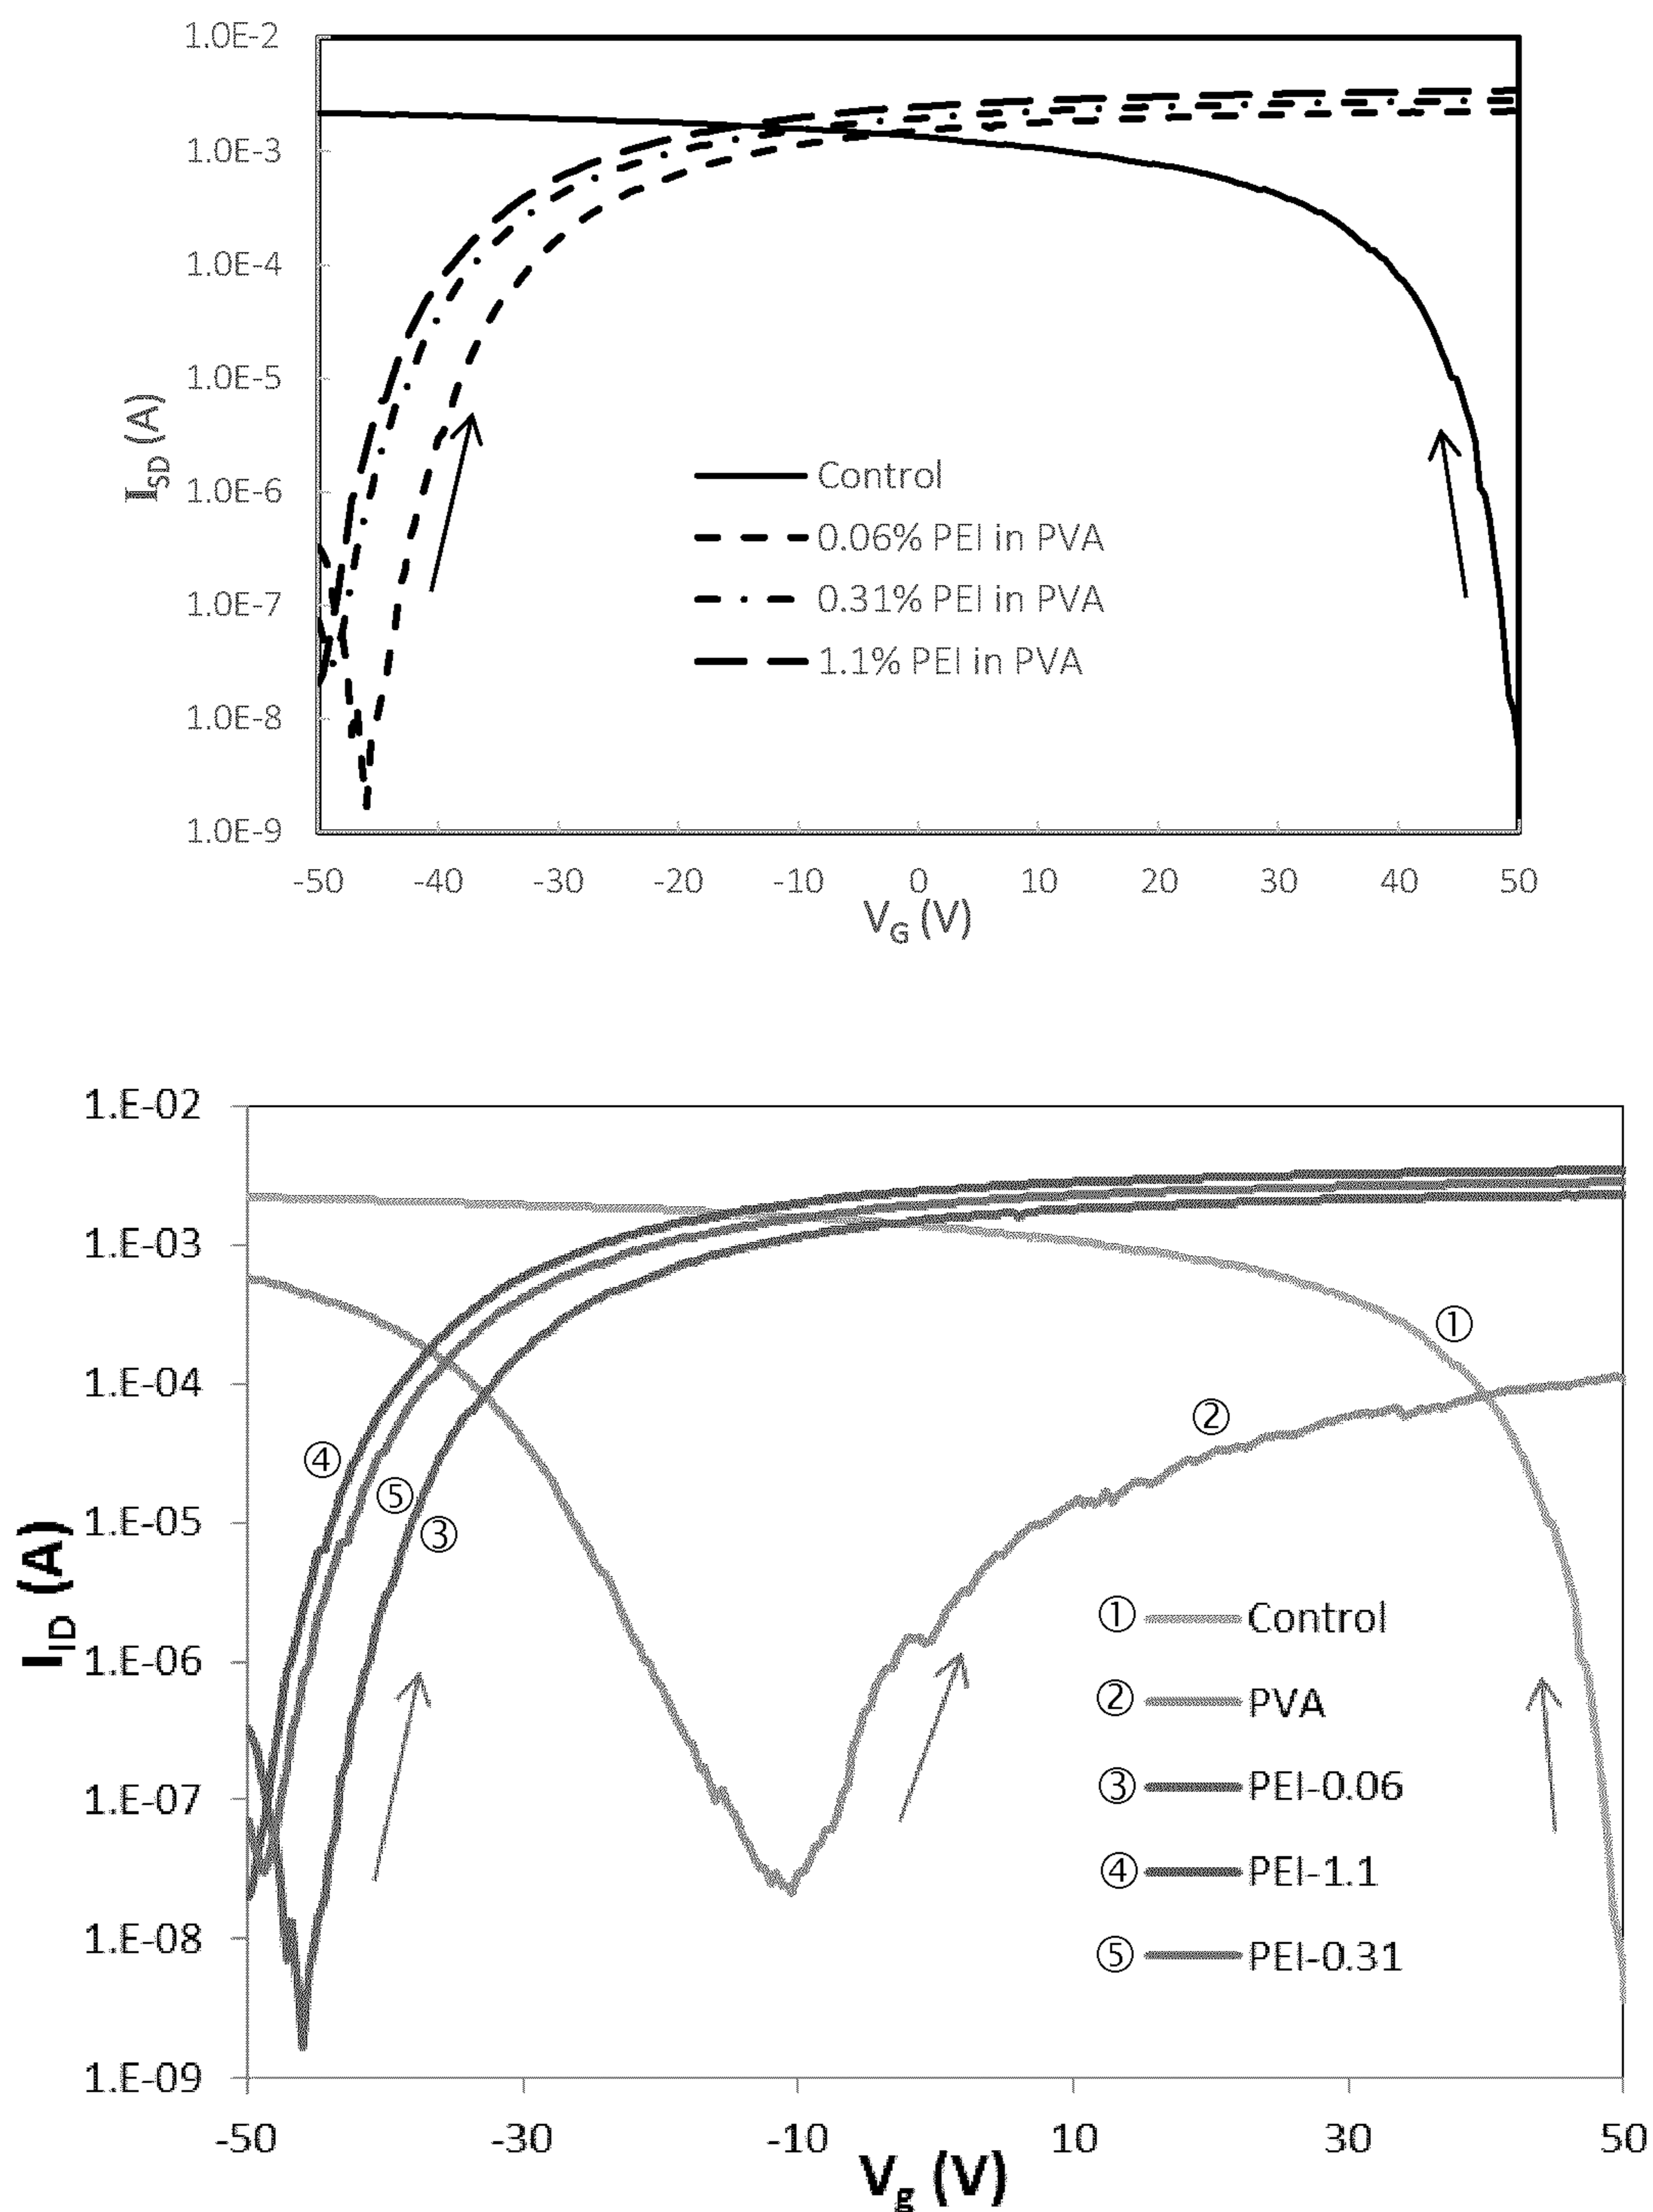 1.0E-2
1.0E-3
1.0E-4
1.0E-5
1.0E-6
1.0E-7
1.0E-8
1.0E-9
I_SD (A)
Control
0.06% PEI in PVA
0.31% PEI in PVA
1.1% PEI in PVA
-50 -40 -30 -20 -10 0 10 20 30 40 50
V_G (V)
1.E-02
1.E-03
1.E-04
1.E-05
1.E-06
1.E-07
1.E-08
1.E-09
I_ID (A)
①
②
④
⑤
③
① Control
② PVA
③ PEI-0.06
④ PEI-1.1
⑤ PEI-0.31
-50 -30 -10 10 30 50
V_g (V)